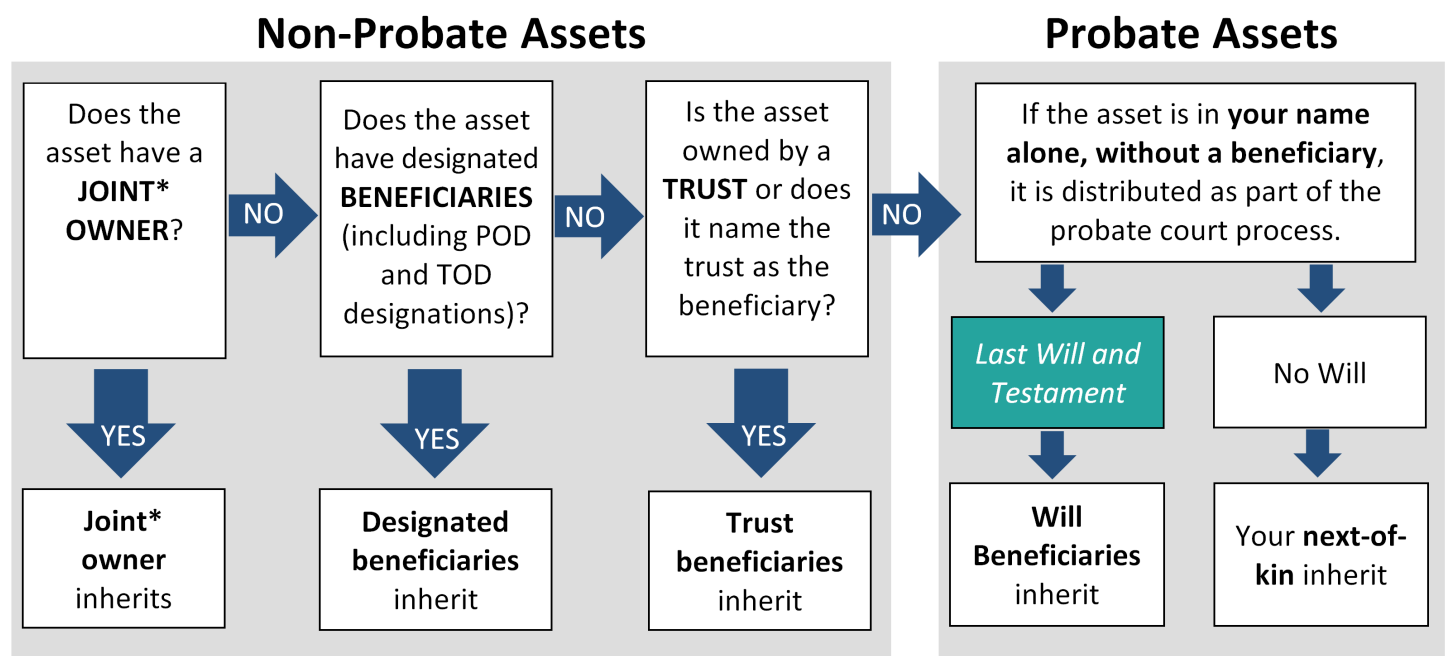 Non-Probate Assets
Does the
asset have a
JOINT*
OWNER?
NO
Does the asset
have designated
BENEFICIARIES
(including POD
and TOD
designations)?
NO
Is the asset
owned by a
TRUST or does
it name the
trust as the
beneficiary?
NO
YES
YES
YES
Joint*
owner
inherits
Designated
beneficiaries
inherit
Trust
beneficiaries
inherit
Probate Assets
If the asset is in your name
alone, without a beneficiary,
it is distributed as part of the
probate court process.
Last Will and
Testament
No Will
Will
Beneficiaries
inherit
Your next-of-
kin inherit